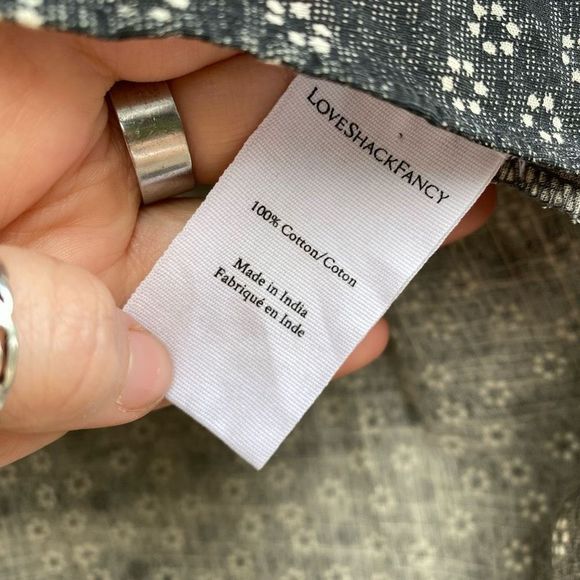 LOVESHACKFANCY
100% Cotton/Coton
Made in India
Fabriqué en Inde